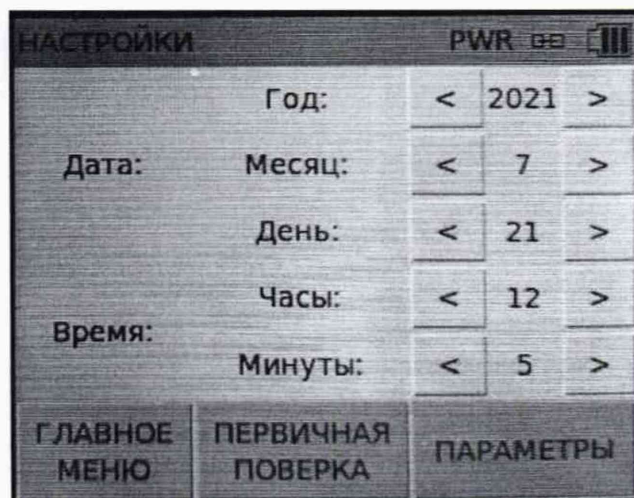 НАСТРОЙКИ PWR
Год: < 2021 >
Дата: Месяц: < 7 >
День: < 21 >
Часы: < 12 >
Время:
Минуты: < 5 >
ГЛАВНОЕ МЕНЮ
ПЕРВИЧНАЯ ПОВЕРКА
ПАРАМЕТРЫ